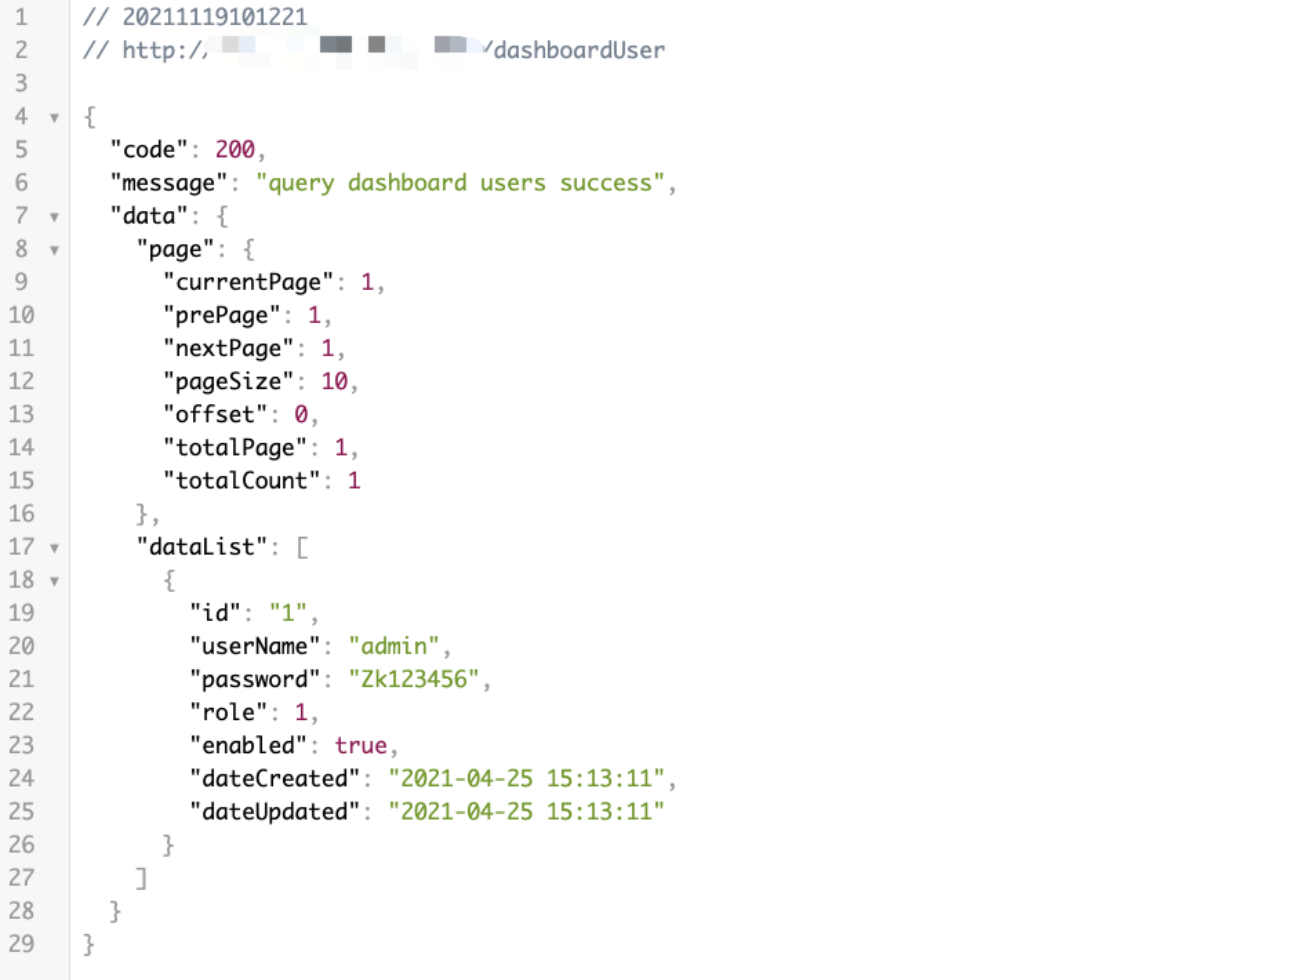 1 // 20211119101221
2 // http:// /dashboardUser
3
4 ▼ {
5 "code": 200,
6 "message": "query dashboard users success",
7 ▼ "data": {
8 ▼ "page": {
9 "currentPage": 1,
10 "prePage": 1,
11 "nextPage": 1,
12 "pageSize": 10,
13 "offset": 0,
14 "totalPage": 1,
15 "totalCount": 1
16 },
17 ▼ "dataList": [
18 ▼ {
19 "id": "1",
20 "userName": "admin",
21 "password": "Zk123456",
22 "role": 1,
23 "enabled": true,
24 "dateCreated": "2021-04-25 15:13:11",
25 "dateUpdated": "2021-04-25 15:13:11"
26 }
27 ]
28 }
29 }